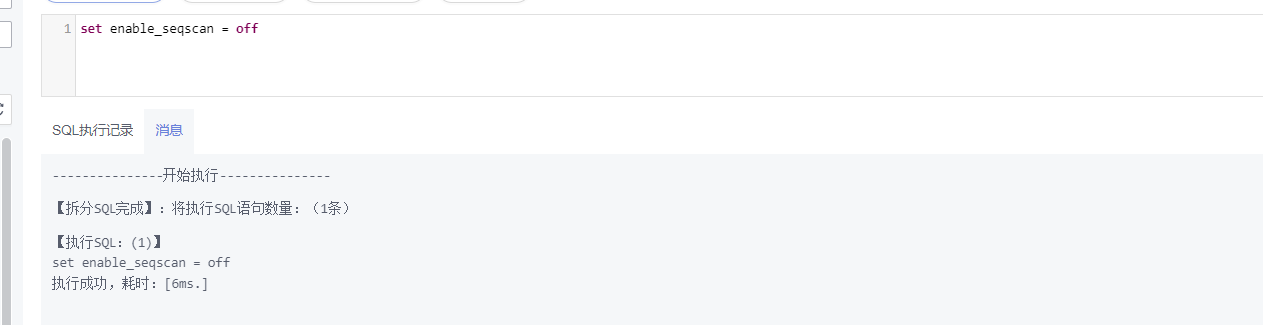 1 set enable_seqscan = off
SQL执行记录 消息
---------------开始执行---------------
【拆分SQL完成】：将执行SQL语句数量：（1条）
【执行SQL：(1)】
set enable_seqscan = off
执行成功，耗时：[6ms.]